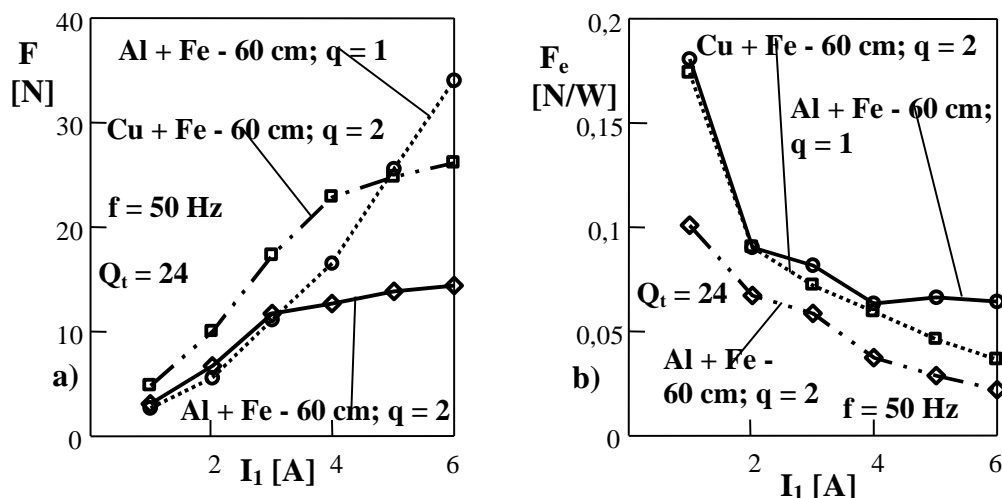 40
F
[N]
Al + Fe - 60 cm; q = 1
30
Cu + Fe - 60 cm; q = 2
f = 50 Hz
20
Q_t = 24
10
a)
Al + Fe - 60 cm; q = 2
0
2
4
6
I₁ [A]
0,2
F_e
[N/W]
Cu + Fe - 60 cm; q = 2
0,15
Al + Fe - 60 cm;
q = 1
0,1
Q_t = 24
0,05
Al + Fe -
60 cm; q = 2
b)
f = 50 Hz
0
2
4
6
I₁ [A]